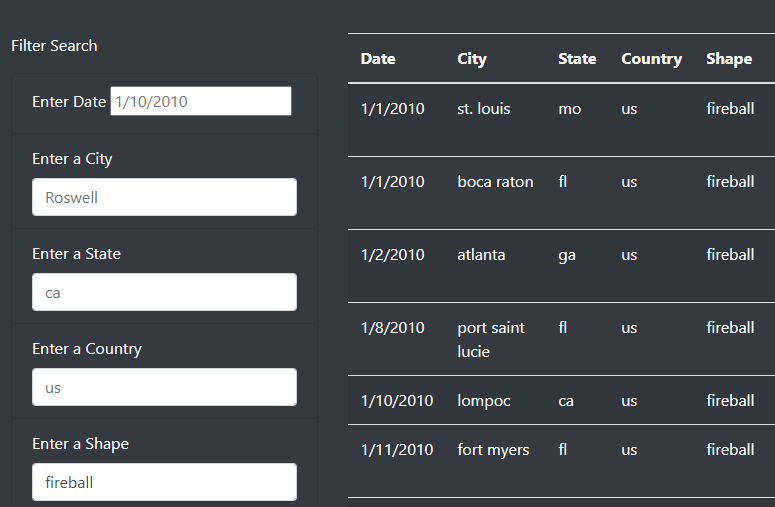 Filter Search
Enter Date 1/10/2010
Enter a City
Roswell
Enter a State
ca
Enter a Country
us
Enter a Shape
fireball
Date City State Country Shape
1/1/2010 st. louis mo us fireball
1/1/2010 boca raton fl us fireball
1/2/2010 atlanta ga us fireball
1/8/2010 port saint fl us fireball
lucie
1/10/2010 lompoc ca us fireball
1/11/2010 fort myers fl us fireball